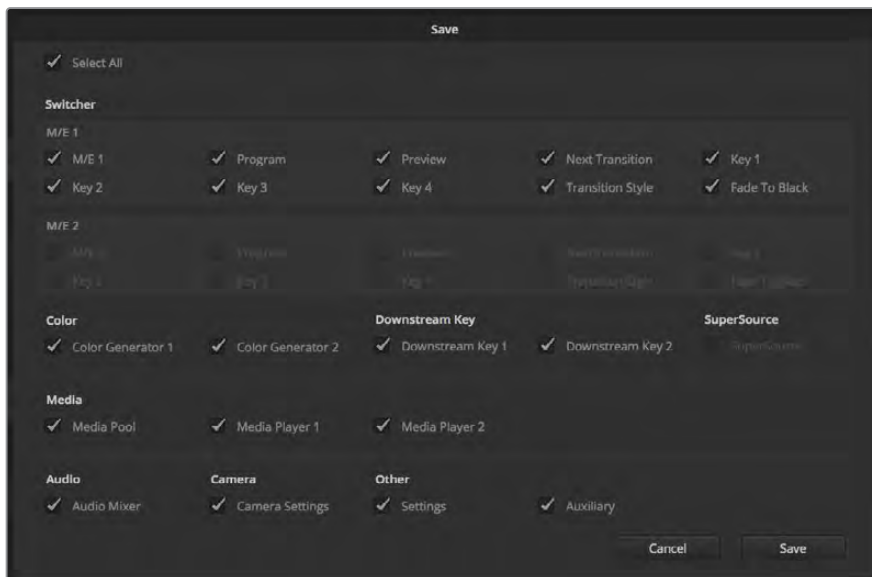 Save
Select All
Switcher
M/E 1
M/E 1 Program Preview Next Transition Key 1
Key 2 Key 3 Key 4 Transition Style Fade To Black
M/E 2
Color Downstream Key SuperSource
Color Generator 1 Color Generator 2 Downstream Key 1 Downstream Key 2 SuperSource
Media
Media Pool Media Player 1 Media Player 2
Audio Camera Other
Audio Mixer Camera Settings Settings Auxiliary
Cancel Save